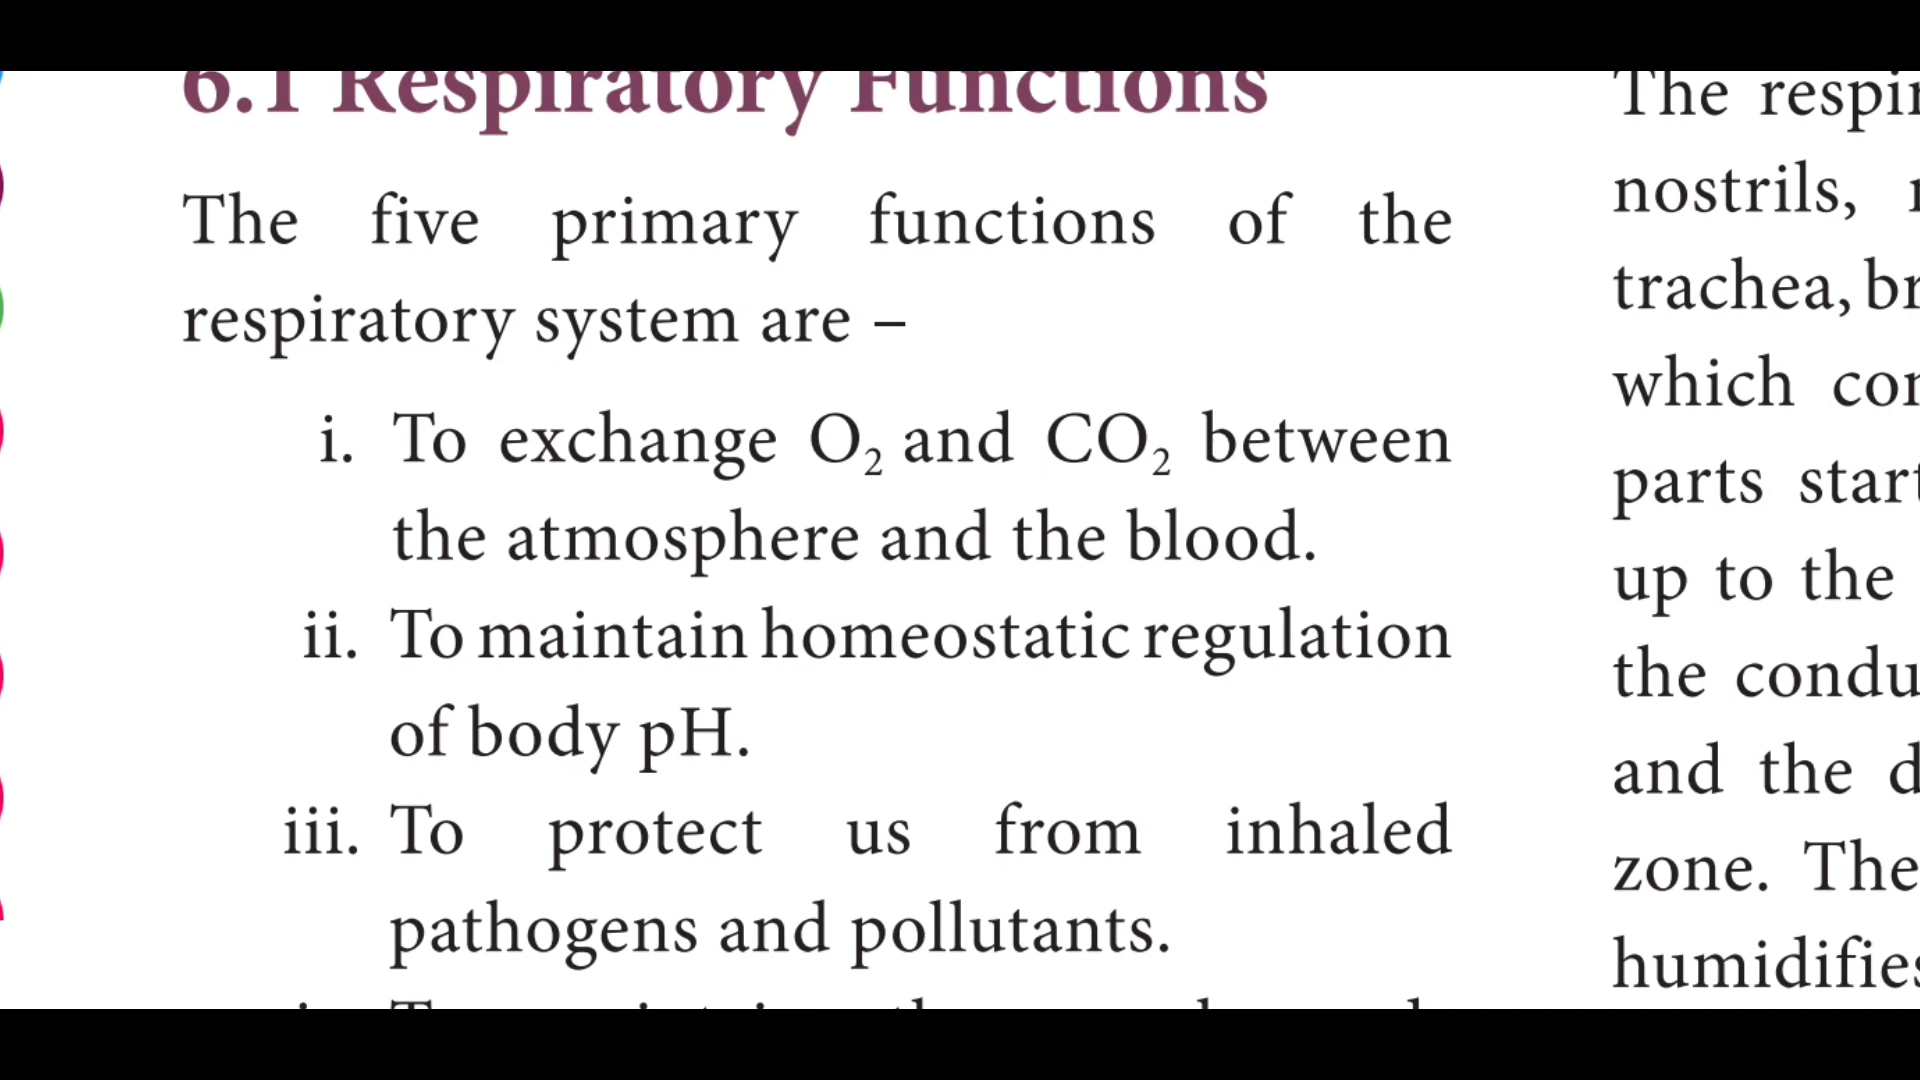 6.1 Respiratory Functions
The five primary functions of the
respiratory system are –
i. To exchange O₂ and CO₂ between
the atmosphere and the blood.
ii. To maintain homeostatic regulation
of body pH.
iii. To protect us from inhaled
pathogens and pollutants.
The
nostrils,
trachea,
which
parts
up to the
the
and the
zone. The